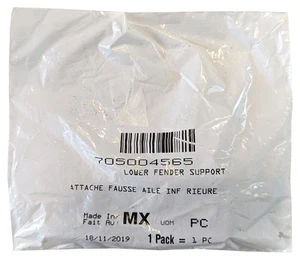 705004565
LOWER FENDER SUPPORT
ATTACHE FAUSSE AILE INF RIEURE
Made In/ MX UOM PC
Fait Au
18/11/2019 1 Pack = 1 PC